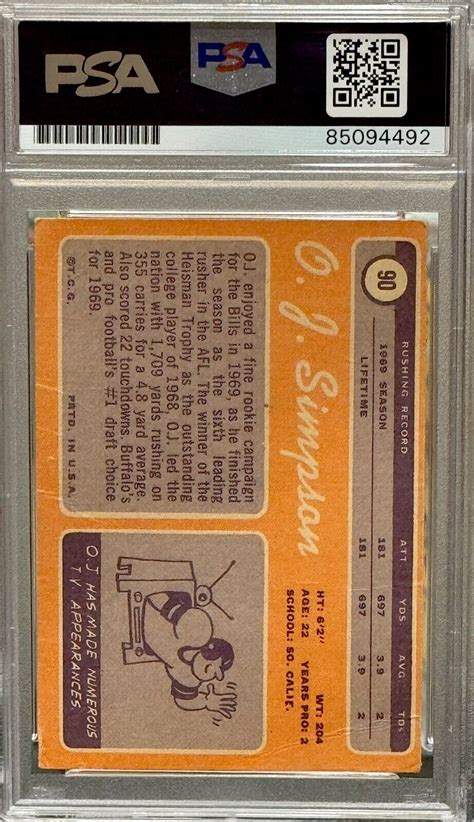 PSA
PSA
85094492
90
RUSHING RECORD ATT YDS AVG TDs
1969 SEASON 181 697 3.9 2
LIFETIME 181 697 3.9 2
O. J. Simpson
HT: 6'2" WT: 204
AGE: 22 YEARS PRO: 2
SCHOOL: SO. CALIF.
O.J. enjoyed a fine rookie campaign
for the Bills in 1969, as he finished
the season as the sixth leading
rusher in the AFL. The winner of the
Heisman Trophy as the outstanding
college player of 1968, O.J. led the
nation with 1,709 yards rushing on
355 carries for a 4.8 yard average.
Also scored 22 touchdowns. Buffalo's
and pro football's #1 draft choice
for 1969.
©T.C.G. PRTD. IN U.S.A.
O.J. HAS MADE NUMEROUS
T.V. APPEARANCES.